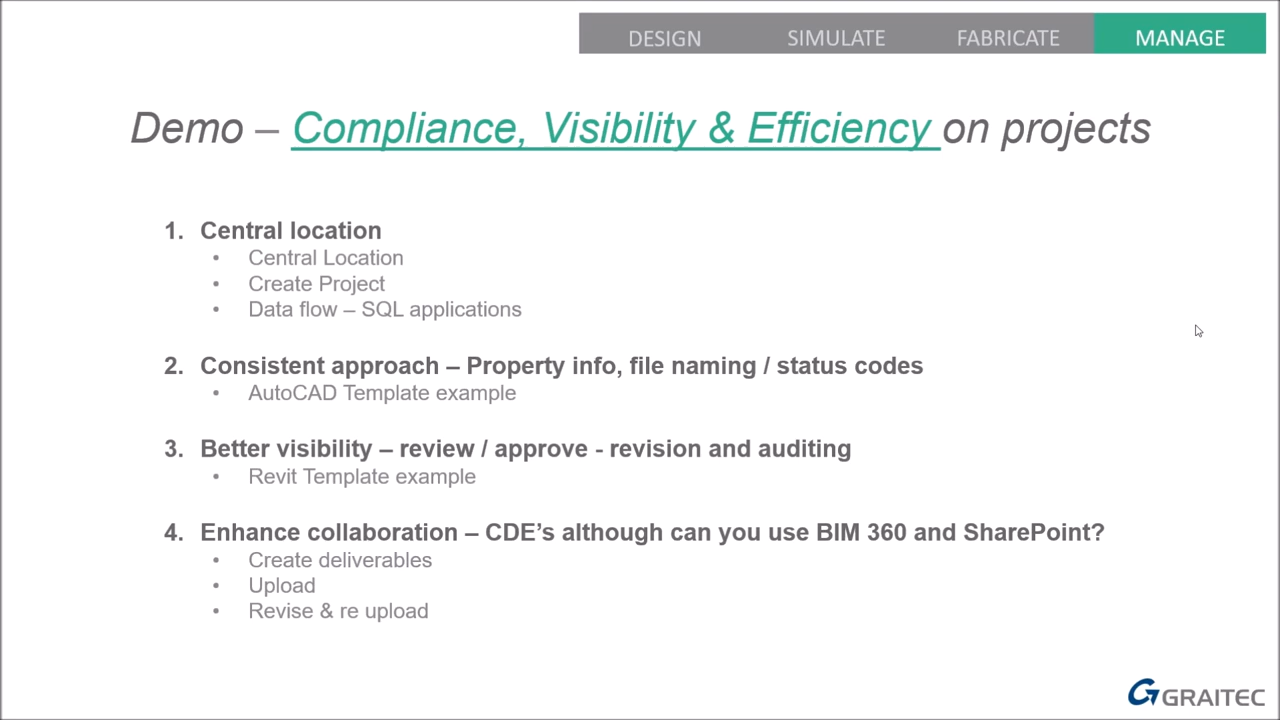 DESIGN SIMULATE FABRICATE MANAGE
Demo – Compliance, Visibility & Efficiency on projects
1. Central location
• Central Location
• Create Project
• Data flow – SQL applications
2. Consistent approach – Property info, file naming / status codes
• AutoCAD Template example
3. Better visibility – review / approve - revision and auditing
• Revit Template example
4. Enhance collaboration – CDE’s although can you use BIM 360 and SharePoint?
• Create deliverables
• Upload
• Revise & re upload
GRAITEC